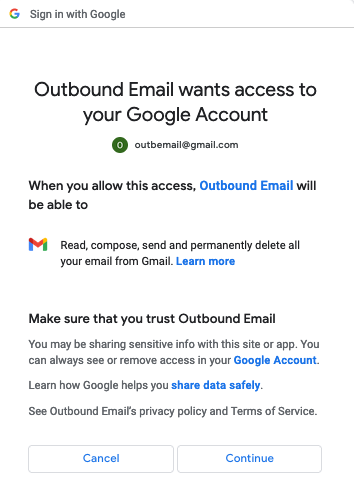 Sign in with Google
Outbound Email wants access to
your Google Account
O outbemail@gmail.com
When you allow this access, Outbound Email will
be able to
Read, compose, send and permanently delete all
your email from Gmail. Learn more
Make sure that you trust Outbound Email
You may be sharing sensitive info with this site or app. You
can always see or remove access in your Google Account.
Learn how Google helps you share data safely.
See Outbound Email's privacy policy and Terms of Service.
Cancel
Continue